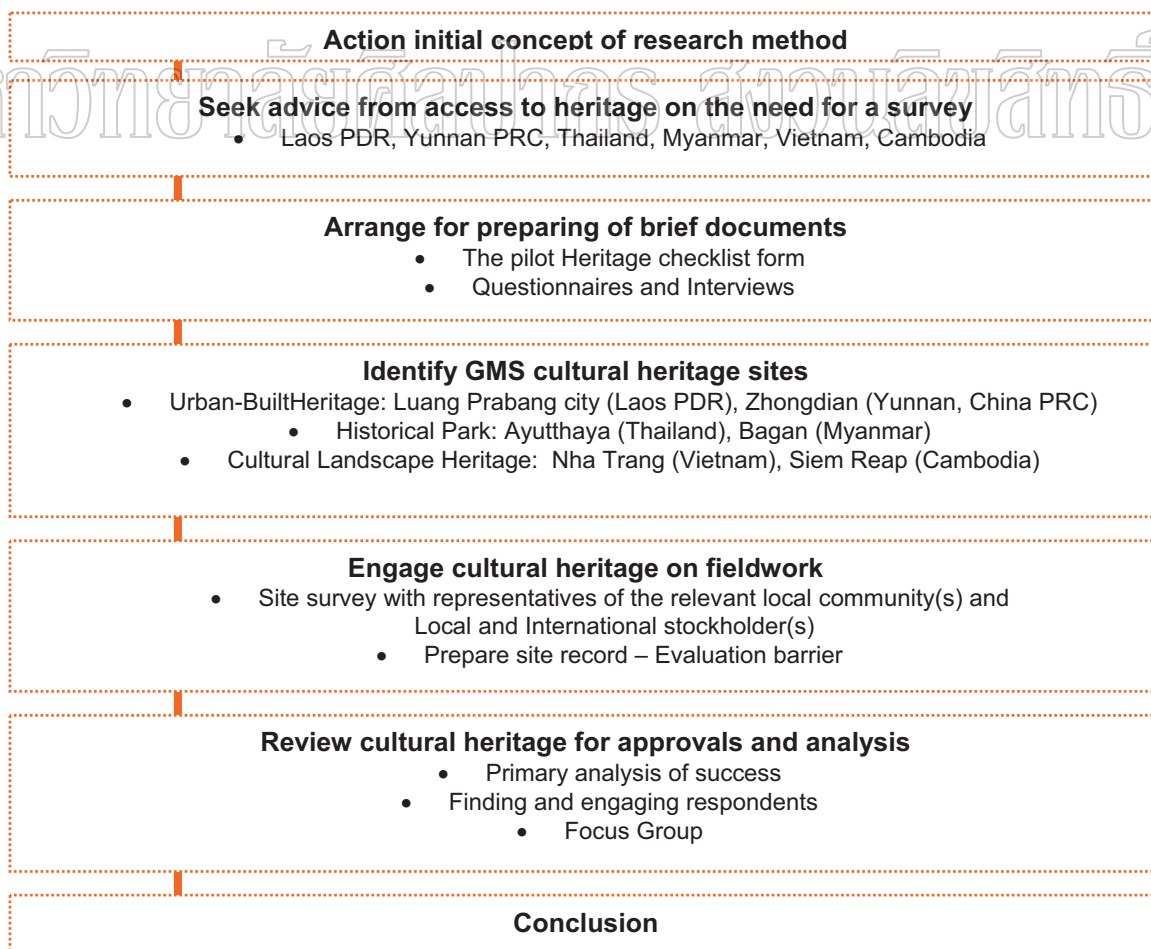 Action initial concept of research method
Seek advice from access to heritage on the need for a survey
• Laos PDR, Yunnan PRC, Thailand, Myanmar, Vietnam, Cambodia
Arrange for preparing of brief documents
• The pilot Heritage checklist form
• Questionnaires and Interviews
Identify GMS cultural heritage sites
• Urban-BuiltHeritage: Luang Prabang city (Laos PDR), Zhongdian (Yunnan, China PRC)
• Historical Park: Ayutthaya (Thailand), Bagan (Myanmar)
• Cultural Landscape Heritage: Nha Trang (Vietnam), Siem Reap (Cambodia)
Engage cultural heritage on fieldwork
• Site survey with representatives of the relevant local community(s) and
Local and International stockholder(s)
• Prepare site record – Evaluation barrier
Review cultural heritage for approvals and analysis
• Primary analysis of success
• Finding and engaging respondents
• Focus Group
Conclusion